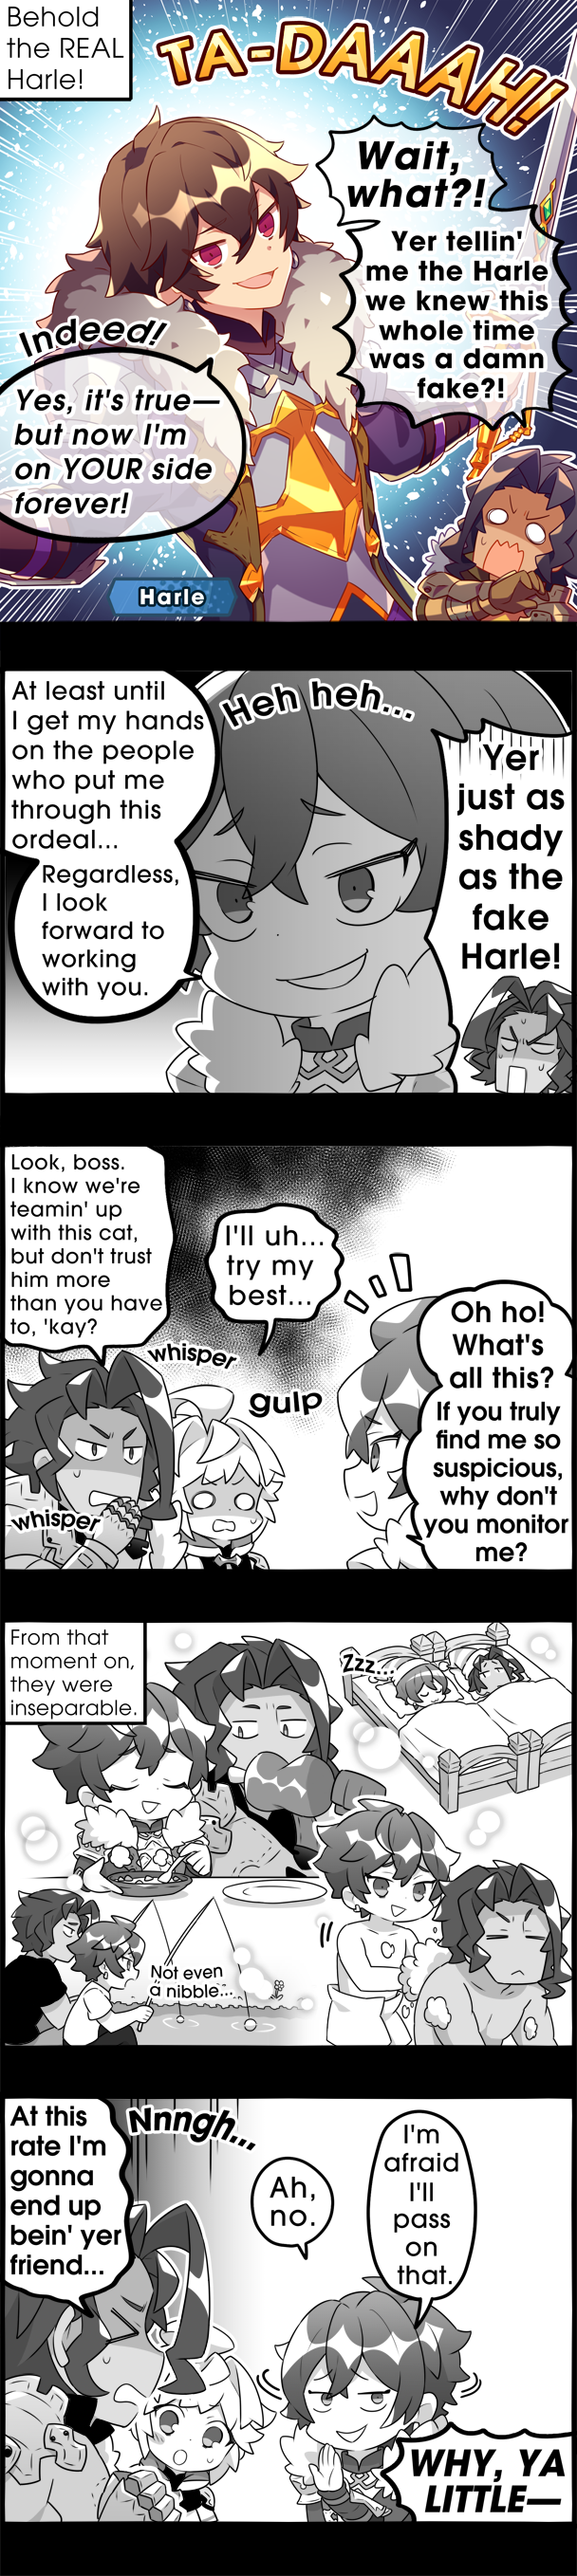 Behold
the REAL
Harle!
TA-DAAAH!
Wait,
what?!
Yer tellin'
me the Harle
we knew this
whole time
was a damn
fake?!
Indeed!
Yes, it's true—
but now I'm
on YOUR side
forever!
Harle
At least until
I get my hands
on the people
who put me
through this
ordeal...
Heh heh...
Regardless,
I look
forward to
working
with you.
Yer
just as
shady
as the
fake
Harle!
Look, boss.
I know we're
teamin' up
with this cat,
but don't trust
him more
than you have
to, 'kay?
whisper
whisper
I'll uh...
try my
best...
gulp
Oh ho!
What's
all this?
If you truly
find me so
suspicious,
why don't
you monitor
me?
From that
moment on,
they were
inseparable.
Zzz...
Not even
a nibble...
At this
rate I'm
gonna
end up
bein' yer
friend...
Nnngh...
Ah,
no.
I'm
afraid
I'll
pass
on
that.
WHY, YA
LITTLE—